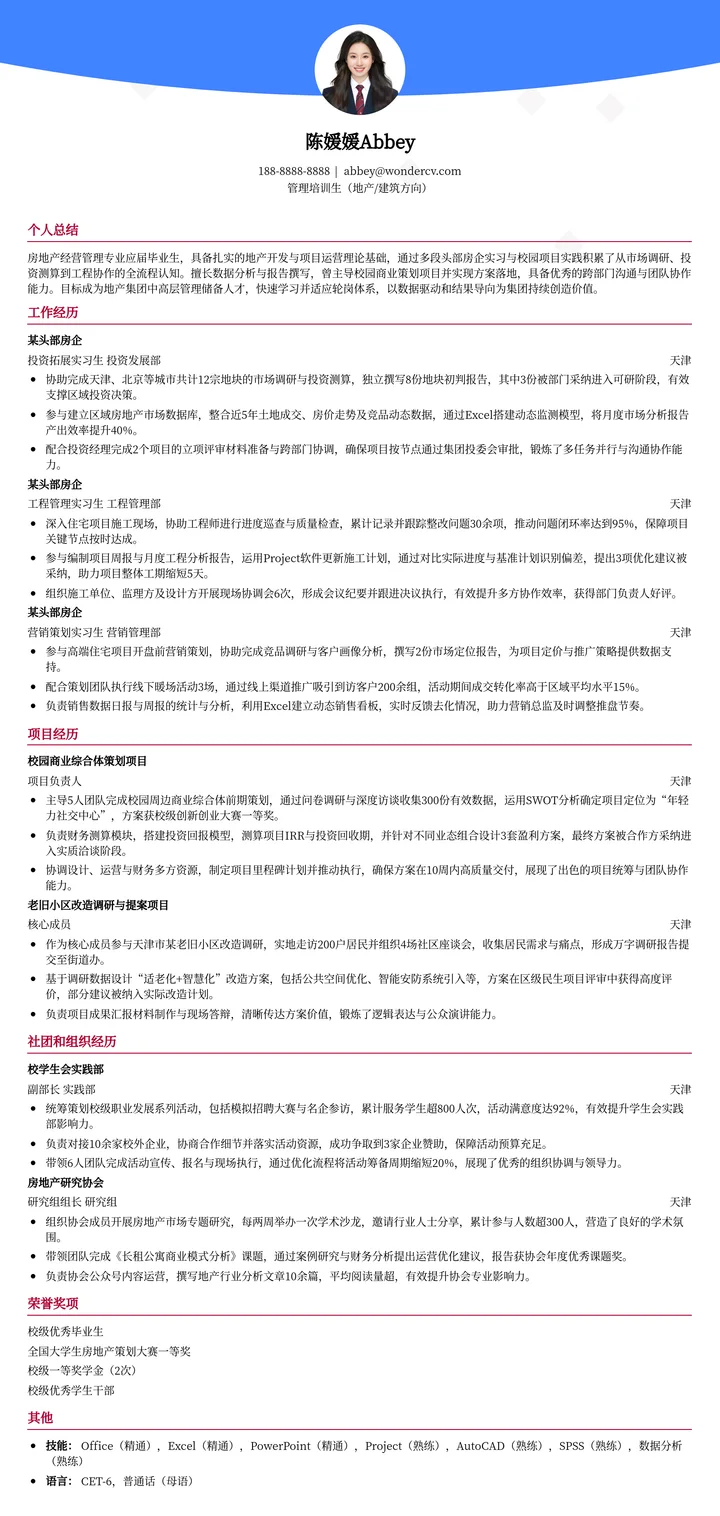 陈媛媛Abbey
188-8888-8888 | abbey@wondercv.com
管理培训生（地产/建筑方向）
个人总结
房地产经营管理专业应届毕业生，具备扎实的地产开发与项目运营理论基础，通过多段头部房企实习与校园项目实践积累了从市场调研、投
资测算到工程协作的全流程认知。擅长数据分析与报告撰写，曾主导校园商业策划项目并实现方案落地，具备优秀的跨部门沟通与团队协作
能力。目标成为地产集团中高层管理储备人才，快速学习并适应轮岗体系，以数据驱动和结果导向为集团持续创造价值。
工作经历
某头部房企
投资拓展实习生 投资发展部 天津
• 协助完成天津、北京等城市共计12宗地块的市场调研与投资测算，独立撰写8份地块初判报告，其中3份被部门采纳进入可研阶段，有效
支撑区域投资决策。
• 参与建立区域房地产市场数据库，整合近5年土地成交、房价走势及竞品动态数据，通过Excel搭建动态监测模型，将月度市场分析报告
产出效率提升40%。
• 配合投资经理完成2个项目的立项评审材料准备与跨部门协调，确保项目按节点通过集团投委会审批，锻炼了多任务并行与沟通协作能
力。
某头部房企
工程管理实习生 工程管理部 天津
• 深入住宅项目施工现场，协助工程师进行进度巡查与质量检查，累计记录并跟踪整改问题30余项，推动问题闭环率达到95%，保障项目
关键节点按时达成。
• 参与编制项目周报与月度工程分析报告，运用Project软件更新施工计划，通过对比实际进度与基准计划识别偏差，提出3项优化建议被
采纳，助力项目整体工期缩短5天。
• 组织施工单位、监理方及设计方开展现场协调会6次，形成会议纪要并跟进决议执行，有效提升多方协作效率，获得部门负责人好评。
某头部房企
营销策划实习生 营销管理部 天津
• 参与高端住宅项目开盘前营销策划，协助完成竞品调研与客户画像分析，撰写2份市场定位报告，为项目定价与推广策略提供数据支
持。
• 配合策划团队执行线下暖场活动3场，通过线上渠道推广吸引到访客户200余组，活动期间成交转化率高于区域平均水平15%。
• 负责销售数据日报与周报的统计与分析，利用Excel建立动态销售看板，实时反馈去化情况，助力营销总监及时调整推盘节奏。
项目经历
校园商业综合体策划项目
项目负责人 天津
• 主导5人团队完成校园周边商业综合体前期策划，通过问卷调研与深度访谈收集300份有效数据，运用SWOT分析确定项目定位为“年轻
力社交中心”，方案获校级创新创业大赛一等奖。
• 负责财务测算模块，搭建投资回报模型，测算项目IRR与投资回收期，并针对不同业态组合设计3套盈利方案，最终方案被合作方采纳进
入实质洽谈阶段。
• 协调设计、运营与财务多方资源，制定项目里程碑计划并推动执行，确保方案在10周内高质量交付，展现了出色的项目统筹与团队协作
能力。
老旧小区改造调研与提案项目
核心成员 天津
• 作为核心成员参与天津市某老旧小区改造调研，实地走访200户居民并组织4场社区座谈会，收集居民需求与痛点，形成万字调研报告提
交至街道办。
• 基于调研数据设计“适老化+智慧化”改造方案，包括公共空间优化、智能安防系统引入等，方案在区级民生项目评审中获得高度评
价，部分建议被纳入实际改造计划。
• 负责项目成果汇报材料制作与现场答辩，清晰传达方案价值，锻炼了逻辑表达与公众演讲能力。
社团和组织经历
校学生会实践部
副部长 实践部 天津
• 统筹策划校级职业发展系列活动，包括模拟招聘大赛与名企参访，累计服务学生超800人次，活动满意度达92%，有效提升学生会实践
部影响力。
• 负责对接10余家校外企业，协商合作细节并落实活动资源，成功争取到3家企业赞助，保障活动预算充足。
• 带领6人团队完成活动宣传、报名与现场执行，通过优化流程将活动筹备周期缩短20%，展现了优秀的组织协调与领导力。
房地产研究协会
研究组组长 研究组 天津
• 组织协会成员开展房地产市场专题研究，每两周举办一次学术沙龙，邀请行业人士分享，累计参与人数超300人，营造了良好的学术氛
围。
• 带领团队完成《长租公寓商业模式分析》课题，通过案例研究与财务分析提出运营优化建议，报告获协会年度优秀课题奖。
• 负责协会公众号内容运营，撰写地产行业分析文章10余篇，平均阅读量超，有效提升协会专业影响力。
荣誉奖项
校级优秀毕业生
全国大学生房地产策划大赛一等奖
校级一等奖学金（2次）
校级优秀学生干部
其他
• 技能： Office（精通），Excel（精通），PowerPoint（精通），Project（熟练），AutoCAD（熟练），SPSS（熟练），数据分析
（熟练）
• 语言： CET-6，普通话（母语）